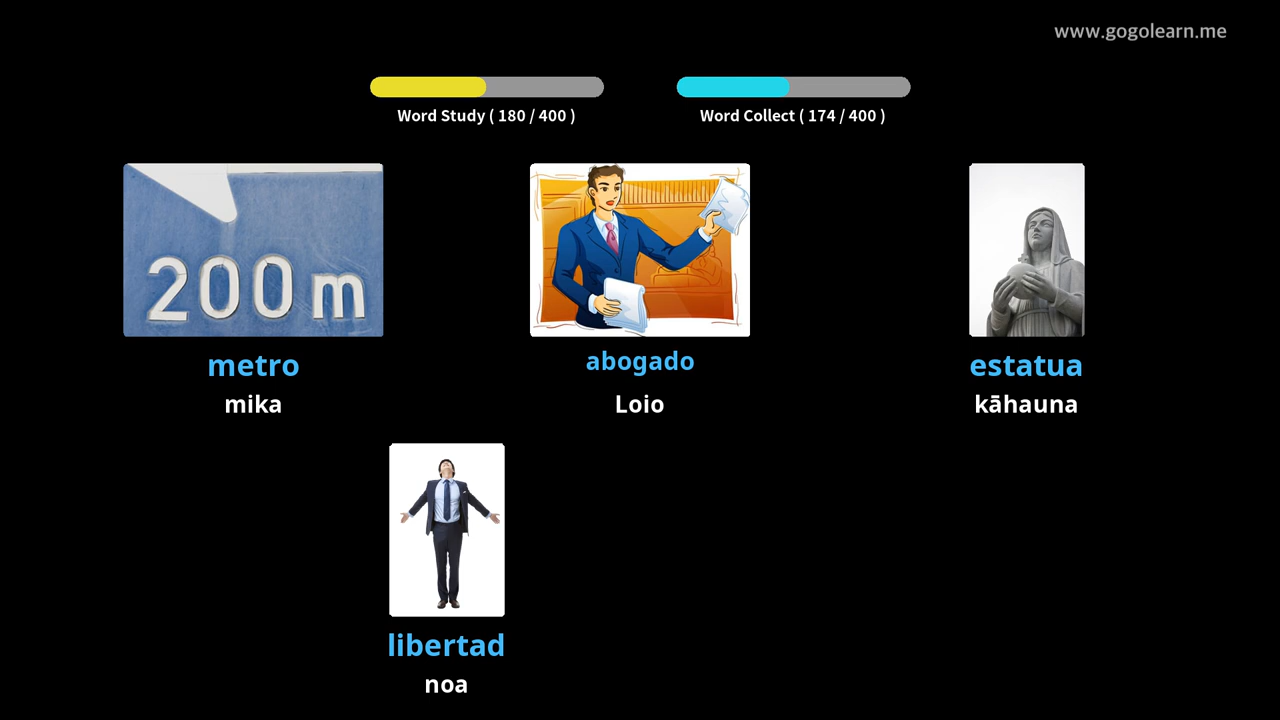 www.gogolearn.me
Word Study ( 180 / 400 )
Word Collect ( 174 / 400 )
200 m
metro
mika
abogado
Loio
estatua
kāhauna
libertad
noa